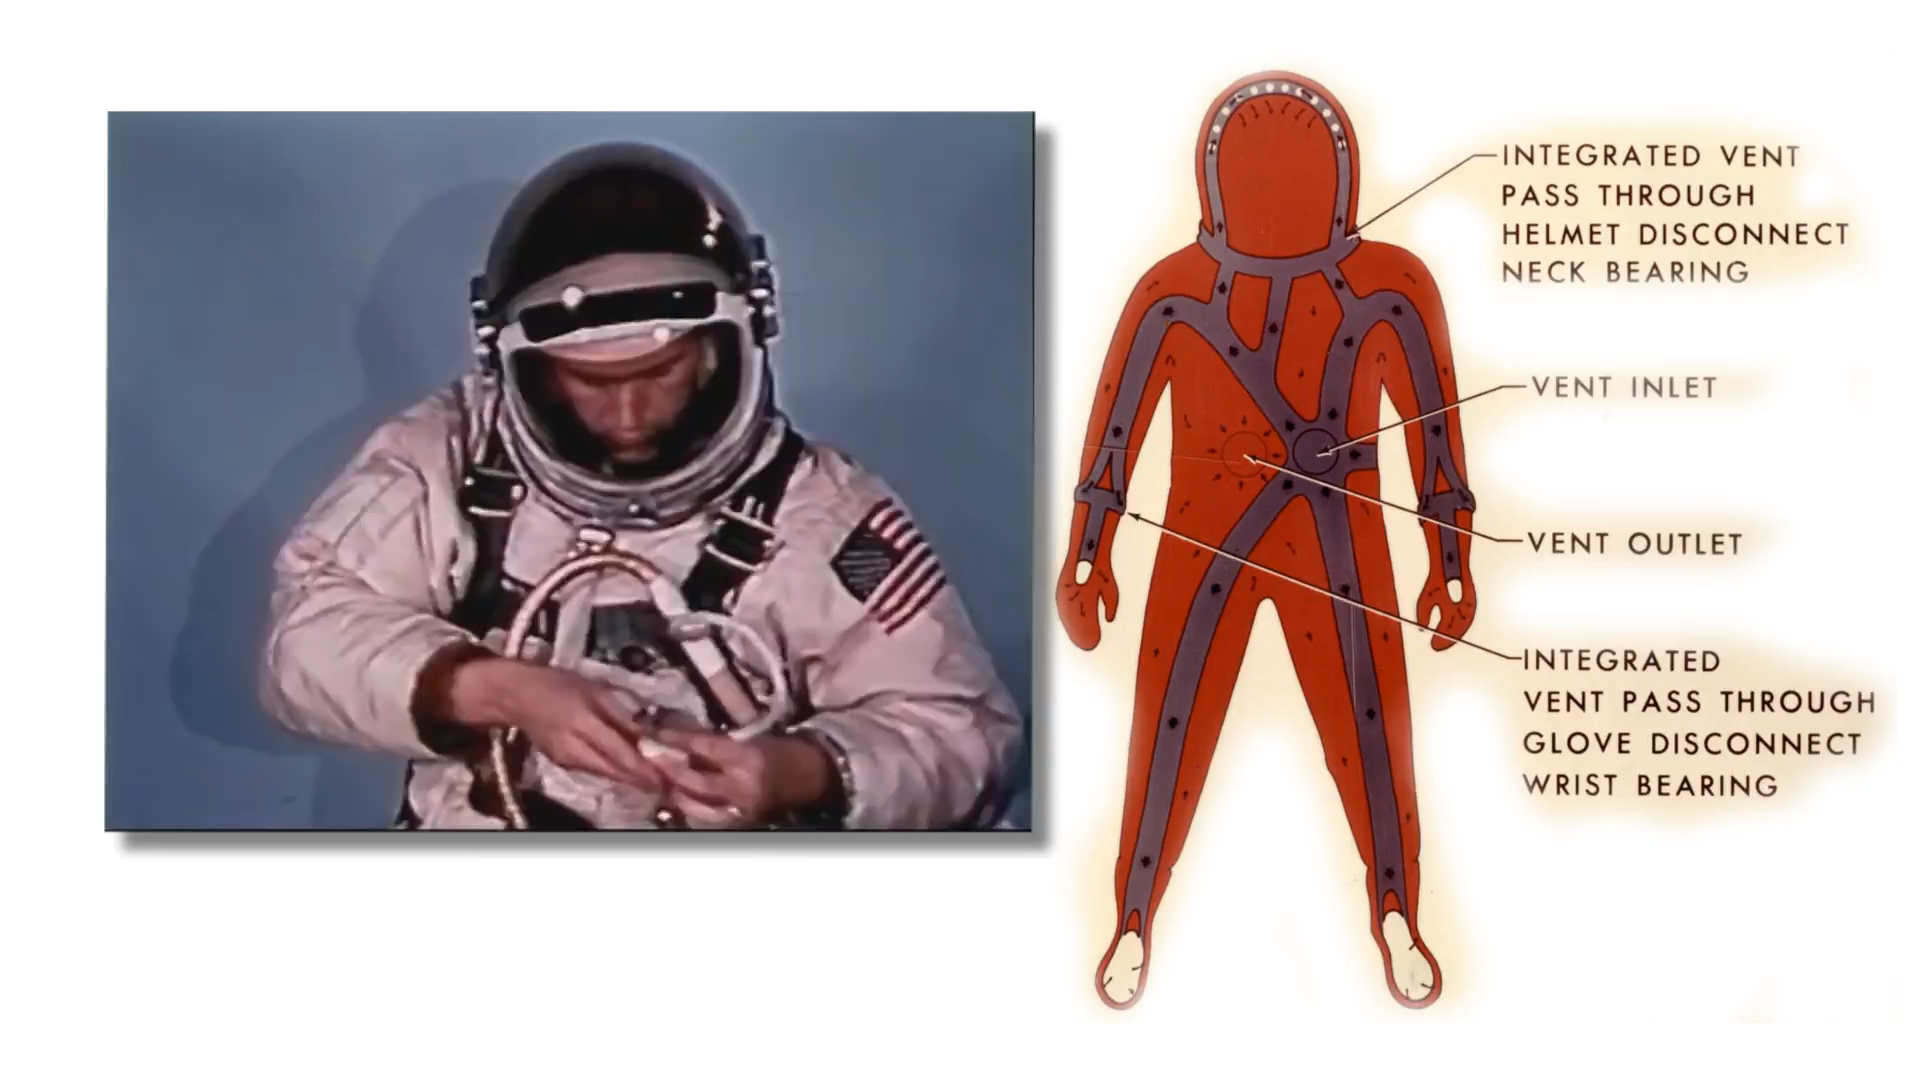 INTEGRATED VENT
PASS THROUGH
HELMET DISCONNECT
NECK BEARING
VENT INLET
VENT OUTLET
INTEGRATED
VENT PASS THROUGH
GLOVE DISCONNECT
WRIST BEARING